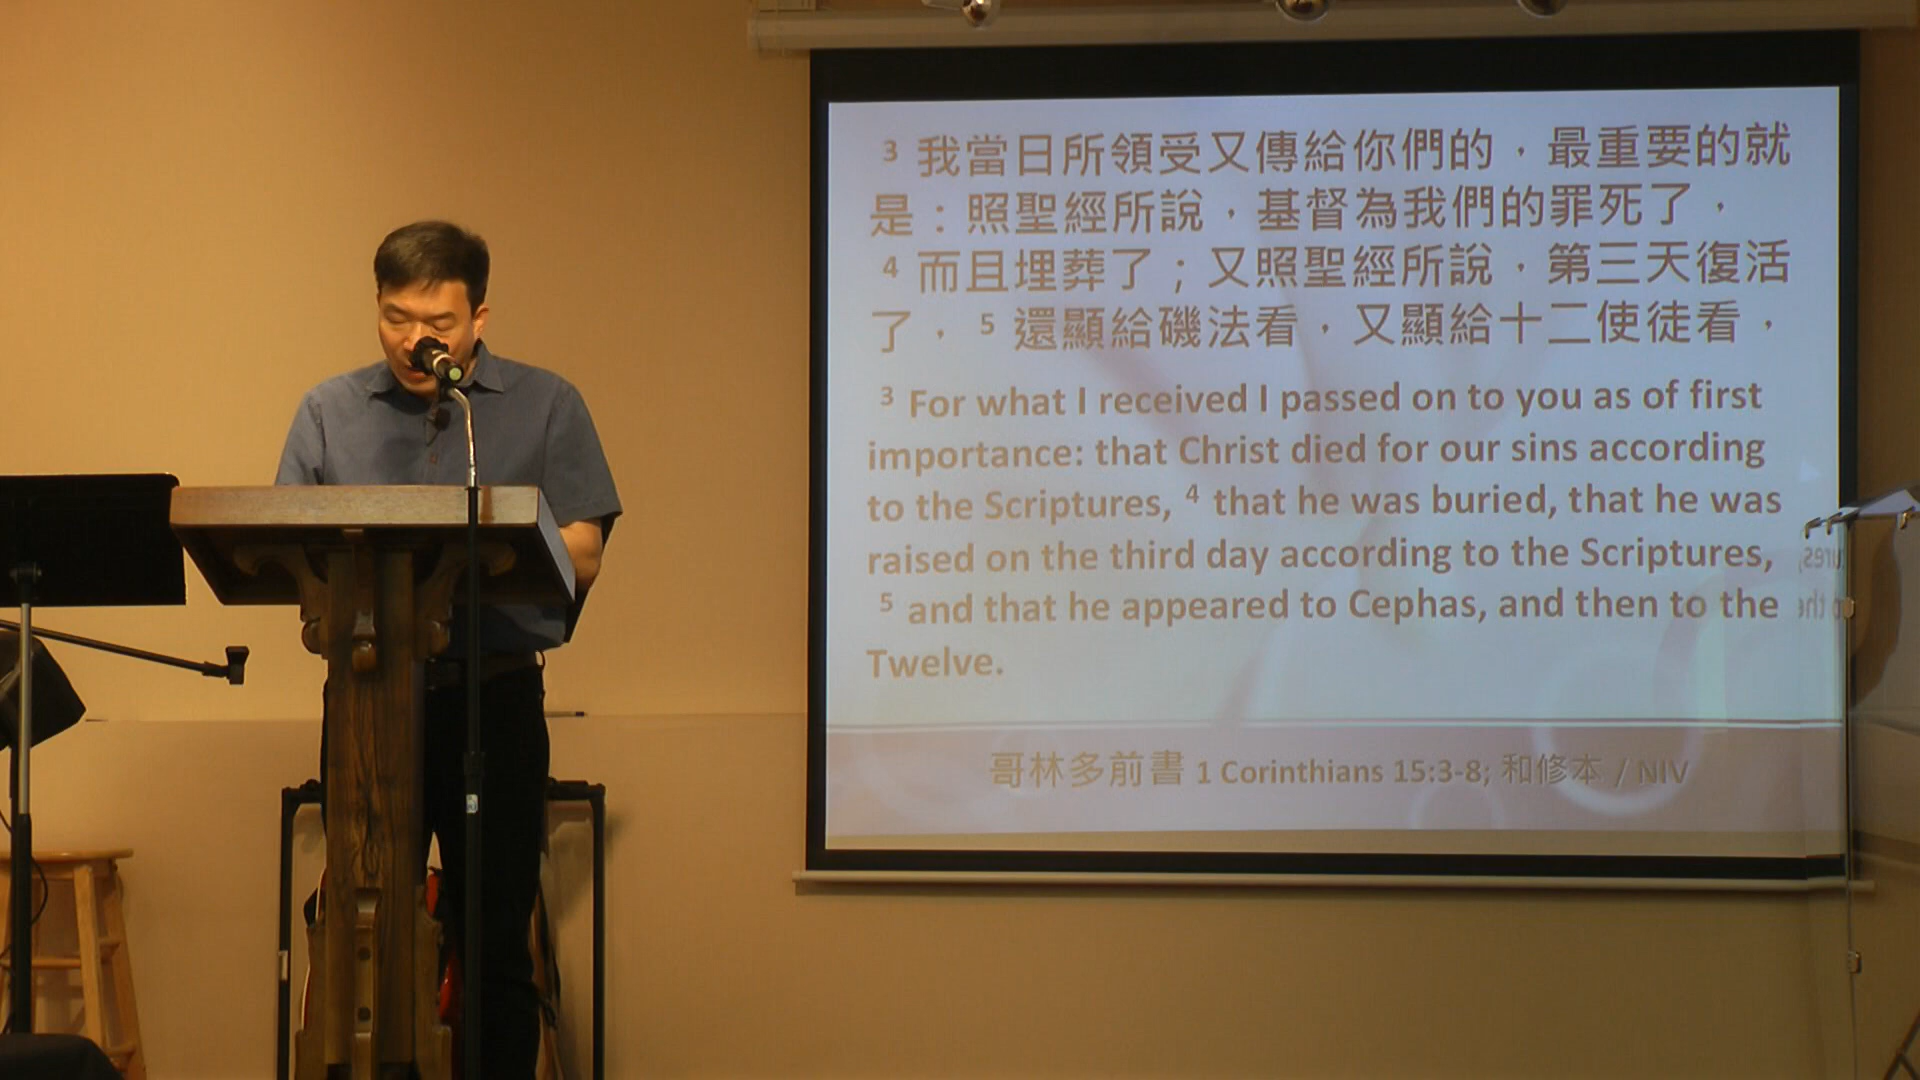 3 我當日所領受又傳給你們的，最重要的就
是：照聖經所說，基督為我們的罪死了，
4 而且埋葬了；又照聖經所說，第三天復活
了，5 還顯給磯法看，又顯給十二使徒看，
3 For what I received I passed on to you as of first
importance: that Christ died for our sins according
to the Scriptures, 4 that he was buried, that he was
raised on the third day according to the Scriptures,
5 and that he appeared to Cephas, and then to the
Twelve.
哥林多前書 1 Corinthians 15:3-8; 和修本 / NIV